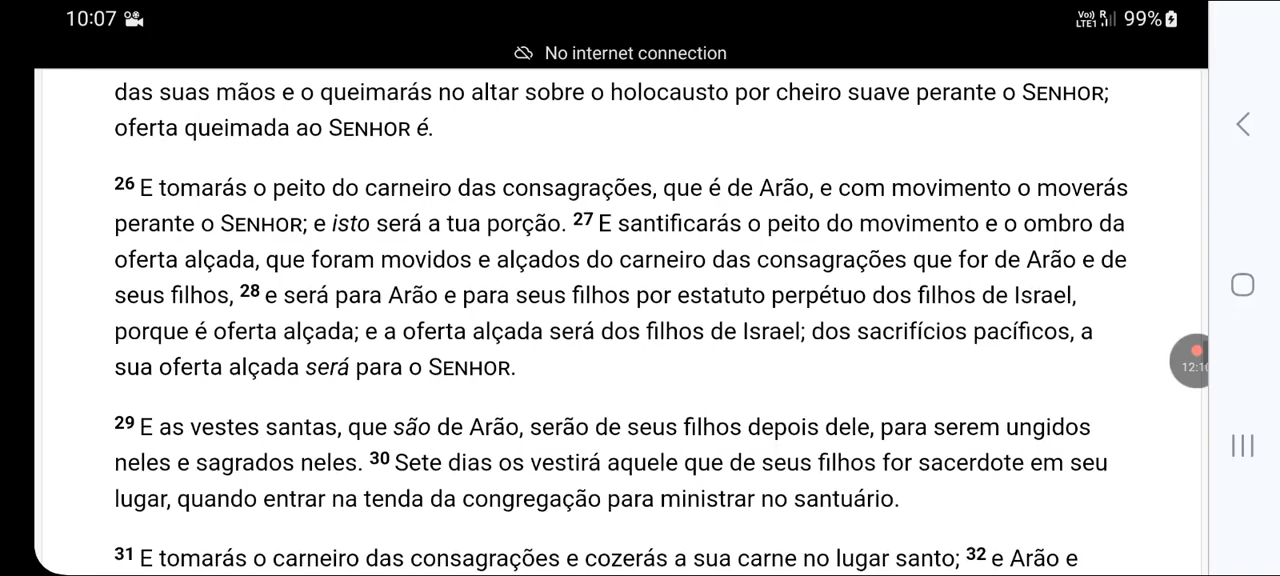 10:07
Vo)) R
LTE1 99%
No internet connection
das suas mãos e o queimarás no altar sobre o holocausto por cheiro suave perante o SENHOR;
oferta queimada ao SENHOR é.
26 E tomarás o peito do carneiro das consagrações, que é de Arão, e com movimento o moverás
perante o SENHOR; e isto será a tua porção. 27 E santificarás o peito do movimento e o ombro da
oferta alçada, que foram movidos e alçados do carneiro das consagrações que for de Arão e de
seus filhos, 28 e será para Arão e para seus filhos por estatuto perpétuo dos filhos de Israel,
porque é oferta alçada; e a oferta alçada será dos filhos de Israel; dos sacrifícios pacíficos, a
sua oferta alçada será para o SENHOR.
29 E as vestes santas, que são de Arão, serão de seus filhos depois dele, para serem ungidos
neles e sagrados neles. 30 Sete dias os vestirá aquele que de seus filhos for sacerdote em seu
lugar, quando entrar na tenda da congregação para ministrar no santuário.
31 E tomarás o carneiro das consagrações e cozerás a sua carne no lugar santo; 32 e Arão e